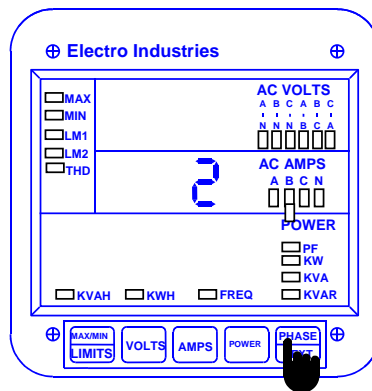 Electro Industries
MAX
MIN
LM1
LM2
THD
AC VOLTS
A B C A B C
N N N B C A
2
AC AMPS
A B C N
POWER
PF
KW
KVA
KVAR
KVAH KWH FREQ
MAX/MIN
LIMITS
VOLTS
AMPS
POWER
PHASE